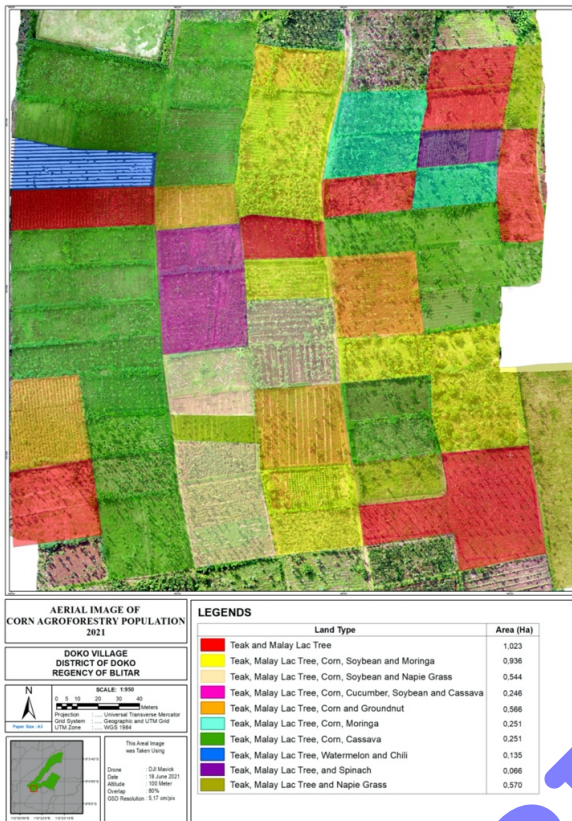 AERIAL IMAGE OF
CORN AGROFORESTRY POPULATION
2021
DOKO VILLAGE
DISTRICT OF DOKO
REGENCY OF BLITAR
N
Paper Size : A3
SCALE: 1:950
0 5 10 20 30 40
Meters
Projection : .... Universal Transverse Mercator
Grid System : .... Geographic and UTM Grid
UTM Zone : .... WGS 1984
This Areal Image
was Taken Using
Drone : DJI Mavick
Date : 18 June 2021
Altitude : 100 Meter
Overlap : 80%
GSD Resolution : 5,17 cm/pix
LEGENDS
Land Type Area (Ha)
Teak and Malay Lac Tree 1,023
Teak, Malay Lac Tree, Corn, Soybean and Moringa 0,936
Teak, Malay Lac Tree, Corn, Soybean and Napie Grass 0,544
Teak, Malay Lac Tree, Corn, Cucumber, Soybean and Cassava 0,246
Teak, Malay Lac Tree, Corn and Groundnut 0,566
Teak, Malay Lac Tree, Corn, Moringa 0,251
Teak, Malay Lac Tree, Corn, Cassava 0,251
Teak, Malay Lac Tree, Watermelon and Chili 0,135
Teak, Malay Lac Tree, and Spinach 0,066
Teak, Malay Lac Tree and Napie Grass 0,570